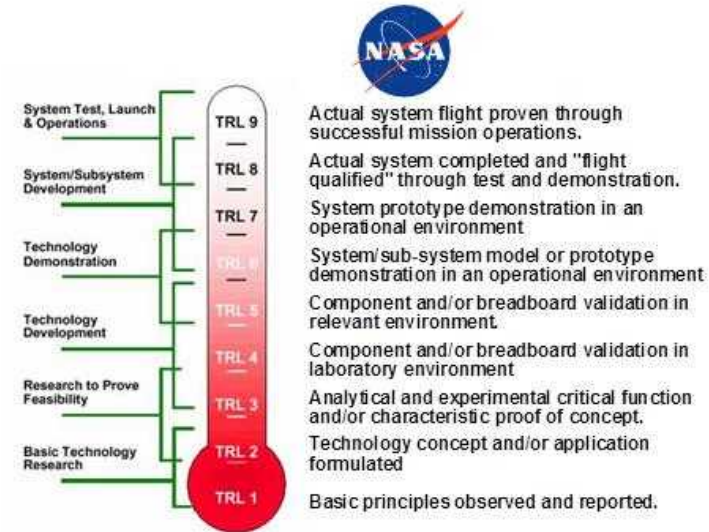 NASA
System Test, Launch
& Operations
TRL 9
Actual system flight proven through
successful mission operations.
System/Subsystem
Development
TRL 8
Actual system completed and "flight
qualified" through test and demonstration.
TRL 7
System prototype demonstration in an
operational environment
Technology
Demonstration
TRL 6
System/sub-system model or prototype
demonstration in an operational environment
Technology
Development
TRL 5
Component and/or breadboard validation in
relevant environment.
TRL 4
Component and/or breadboard validation in
laboratory environment
Research to Prove
Feasibility
TRL 3
Analytical and experimental critical function
and/or characteristic proof of concept.
Basic Technology
Research
TRL 2
Technology concept and/or application
formulated
TRL 1
Basic principles observed and reported.